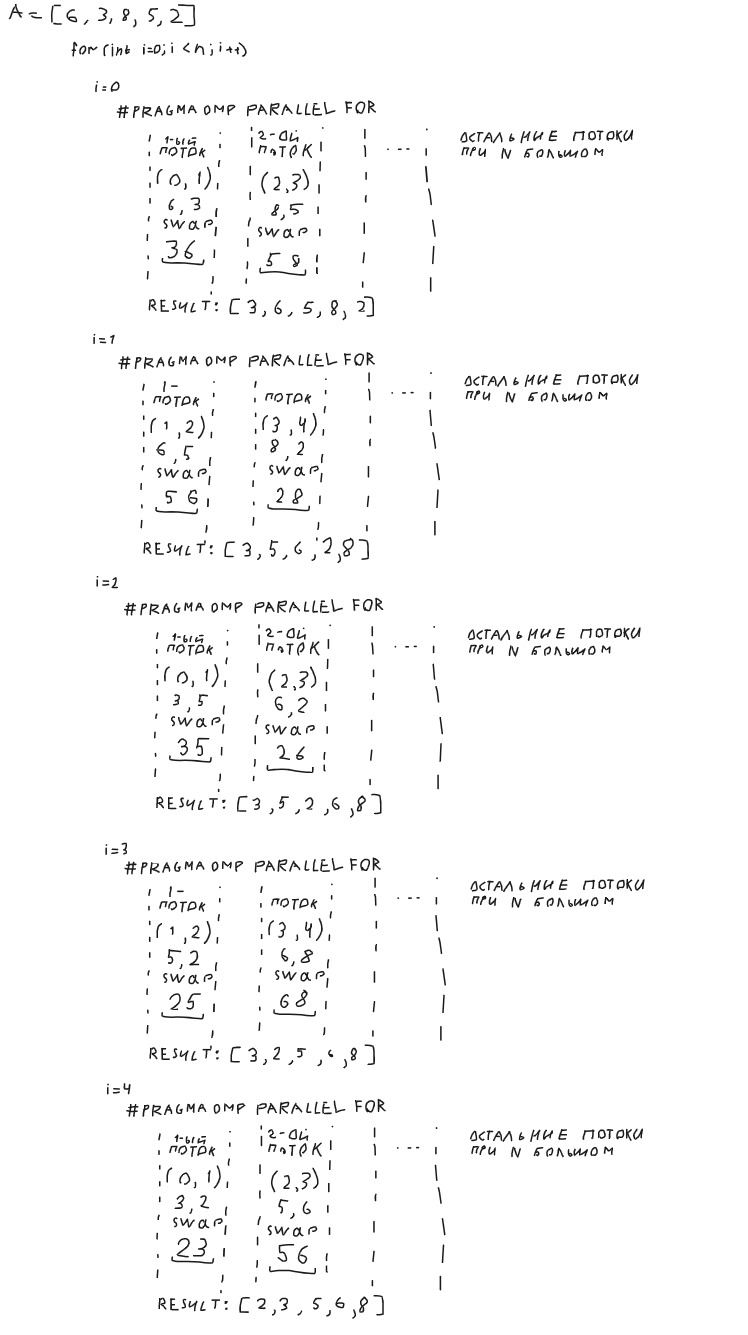 A = [6, 3, 8, 5, 2]
for (int i=0; i < n; i++)
i=0
#PRAGMA OMP PARALLEL FOR
1-ЫЙ ПОТОК 2-ОЙ ПОТОК ... ОСТАЛЬНИЕ ПОТОКИ
ПРИ N БОЛЬШОМ
(0, 1) (2,3)
6, 3 8,5
swap swap
36 58
RESULT: [3, 6, 5, 8, 2]
i=1
#PRAGMA OMP PARALLEL FOR
1- ПОТОК ПОТОК ... ОСТАЛЬНИЕ ПОТОКИ
ПРИ N БОЛЬШОМ
(1, 2) (3, 4)
6, 5 8, 2
swap swap
56 28
RESULT: [3, 5, 6, 2, 8]
i=2
#PRAGMA OMP PARALLEL FOR
1-ЫЙ ПОТОК 2-ОЙ ПОТОК ... ОСТАЛЬНИЕ ПОТОКИ
ПРИ N БОЛЬШОМ
(0, 1) (2,3)
3, 5 6, 2
swap swap
35 26
RESULT: [3, 5, 2, 6, 8]
i=3
#PRAGMA OMP PARALLEL FOR
1- ПОТОК ПОТОК ... ОСТАЛЬНИЕ ПОТОКИ
ПРИ N БОЛЬШОМ
(1, 2) (3, 4)
5, 2 6, 8
swap swap
25 68
RESULT: [3, 2, 5, 6, 8]
i=4
#PRAGMA OMP PARALLEL FOR
1-ЫЙ ПОТОК 2-ОЙ ПОТОК ... ОСТАЛЬНИЕ ПОТОКИ
ПРИ N БОЛЬШОМ
(0, 1) (2,3)
3, 2 5, 6
swap swap
23 56
RESULT: [2, 3, 5, 6, 8]